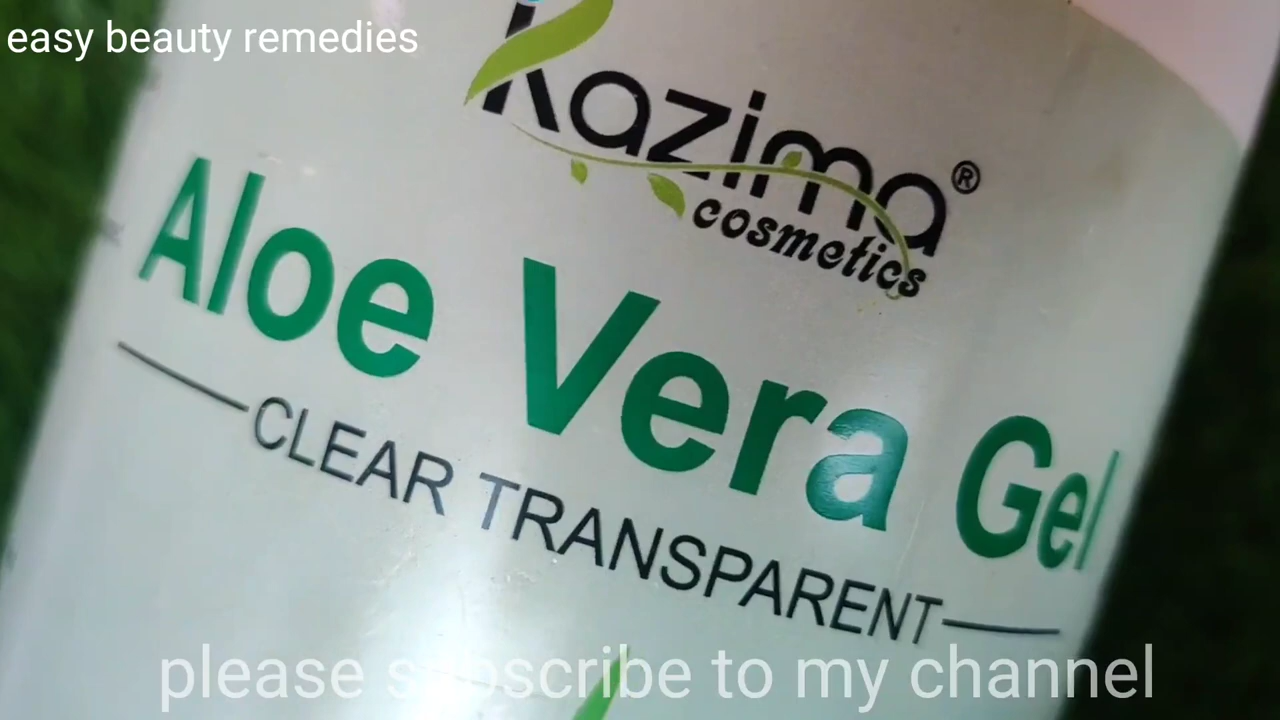 easy beauty remedies
Kazima®
cosmetics
Aloe Vera Gel
CLEAR TRANSPARENT
please subscribe to my channel